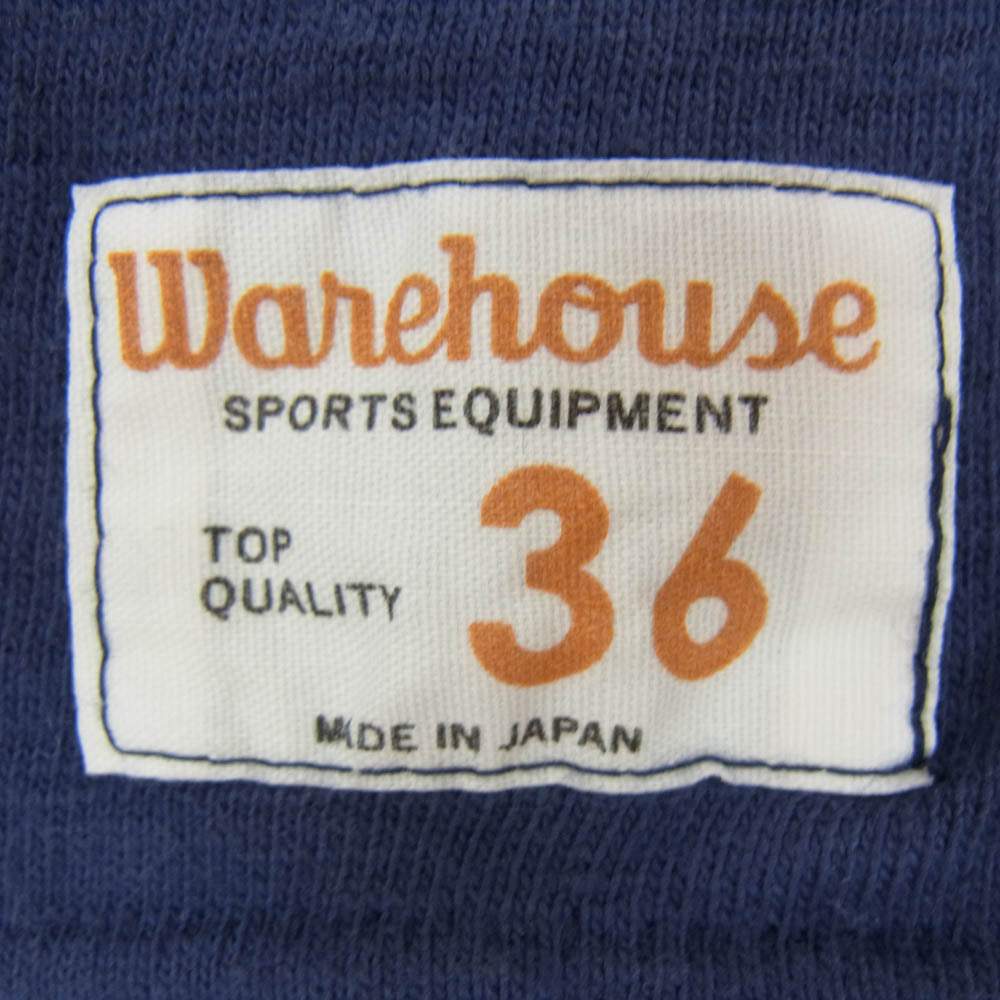 Warehouse
SPORTS EQUIPMENT
36
TOP
QUALITY
MADE IN JAPAN